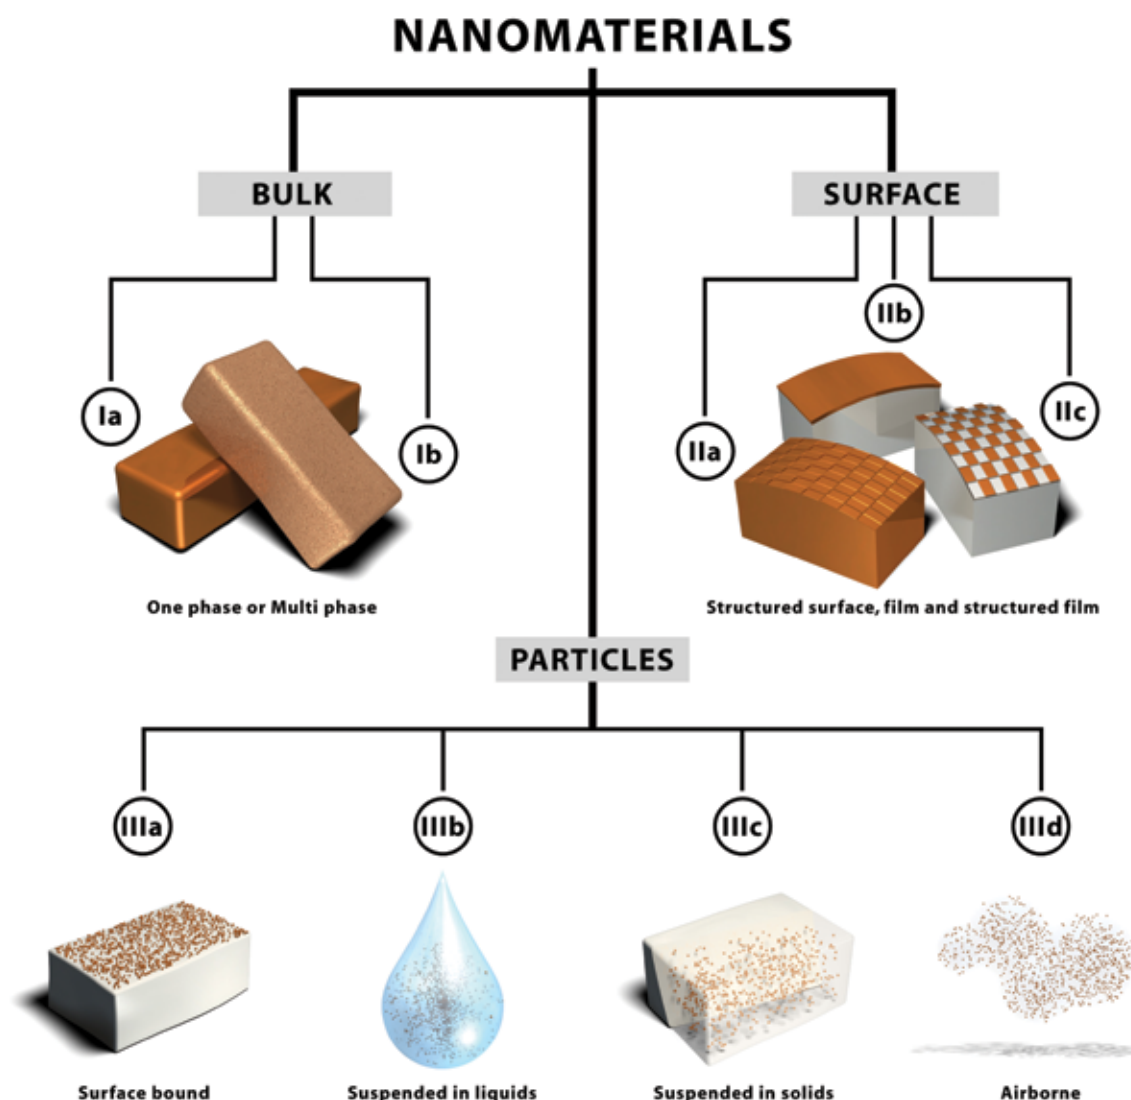 NANOMATERIALS
BULK
SURFACE
IIb
Ia
IIc
Ib
IIa
One phase or Multi phase
Structured surface, film and structured film
PARTICLES
IIIa
IIIb
IIIc
IIId
Surface bound
Suspended in liquids
Suspended in solids
Airborne